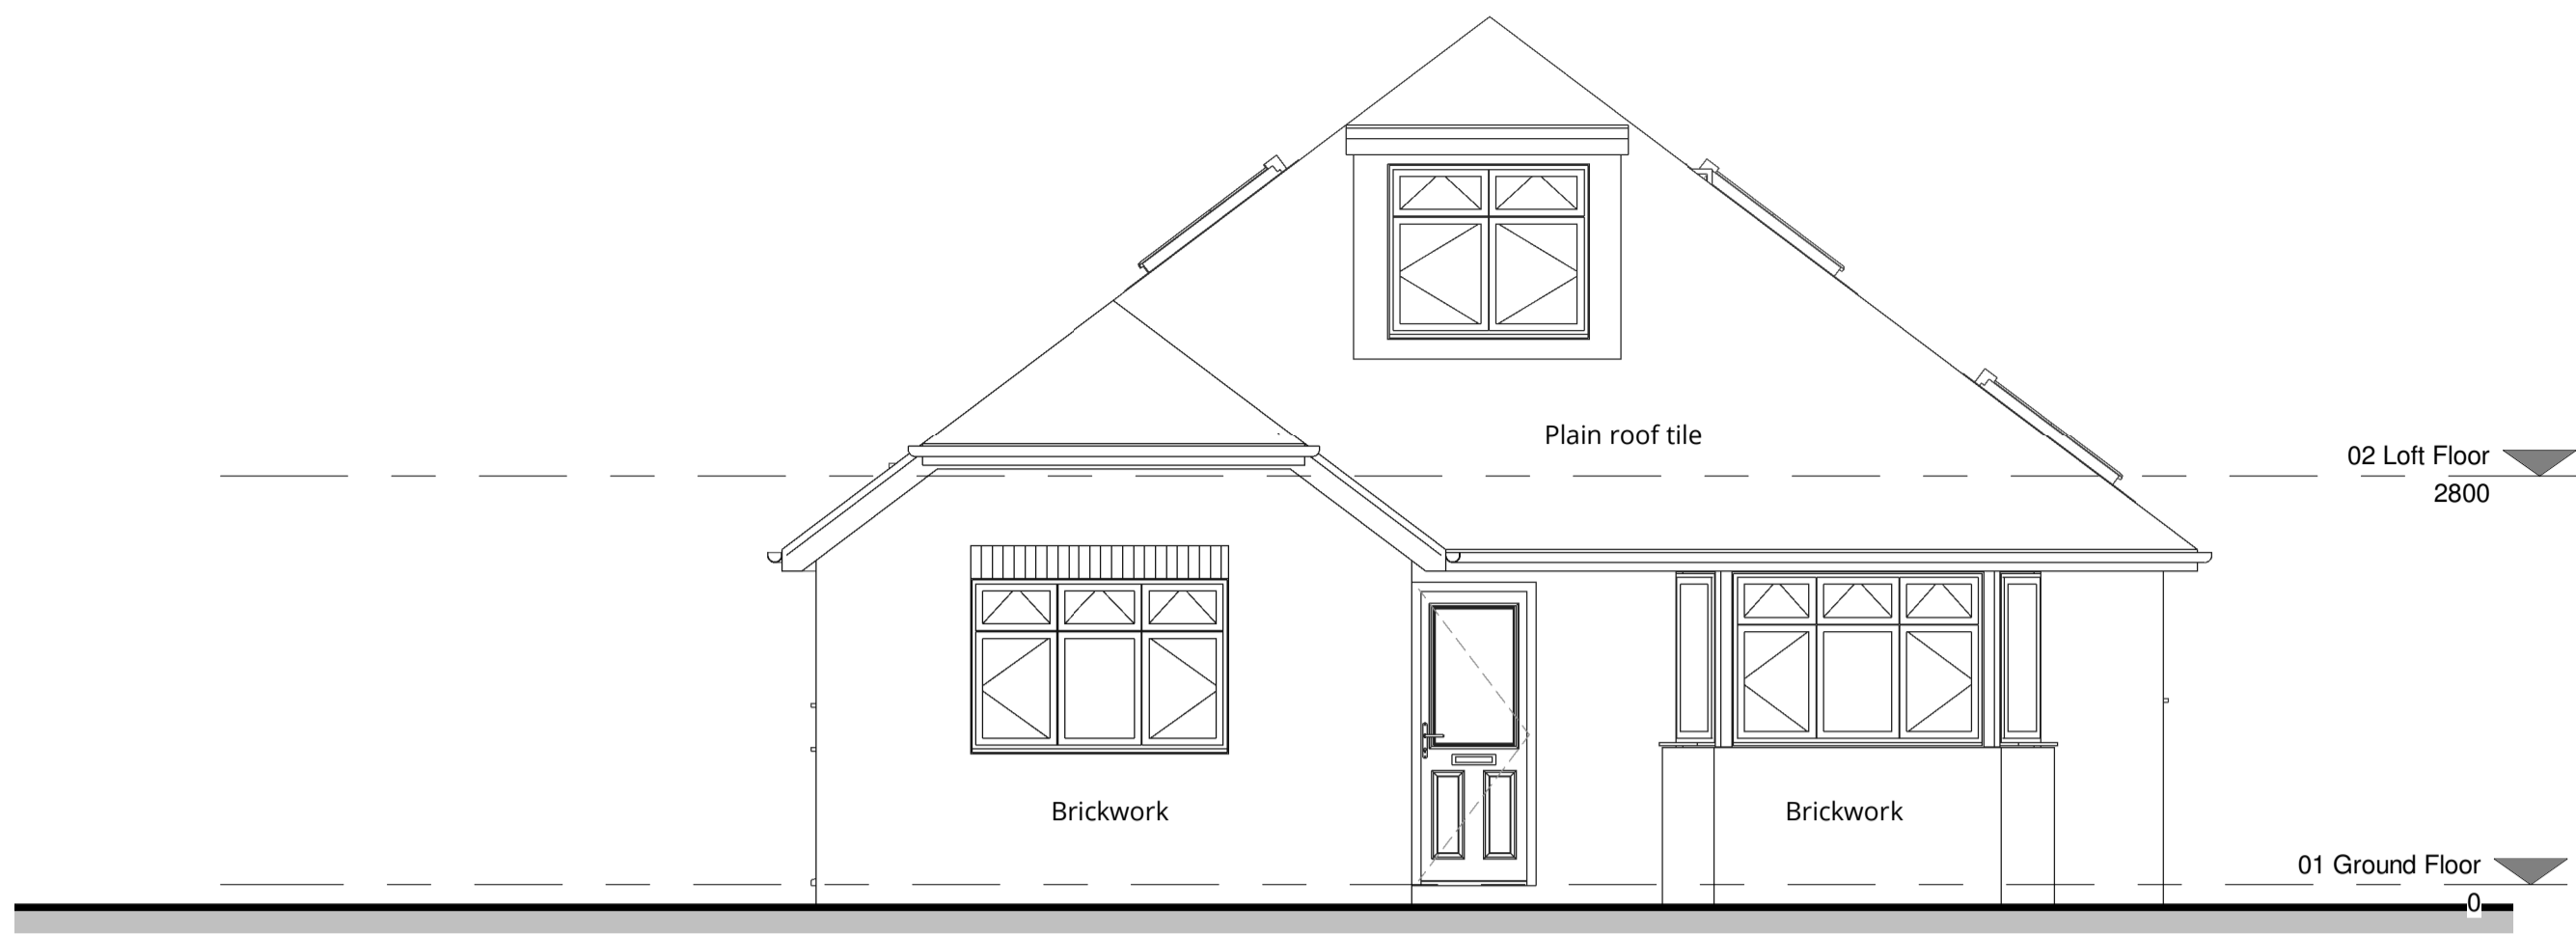 Plain roof tile
02 Loft Floor
2800
Brickwork
Brickwork
01 Ground Floor
0